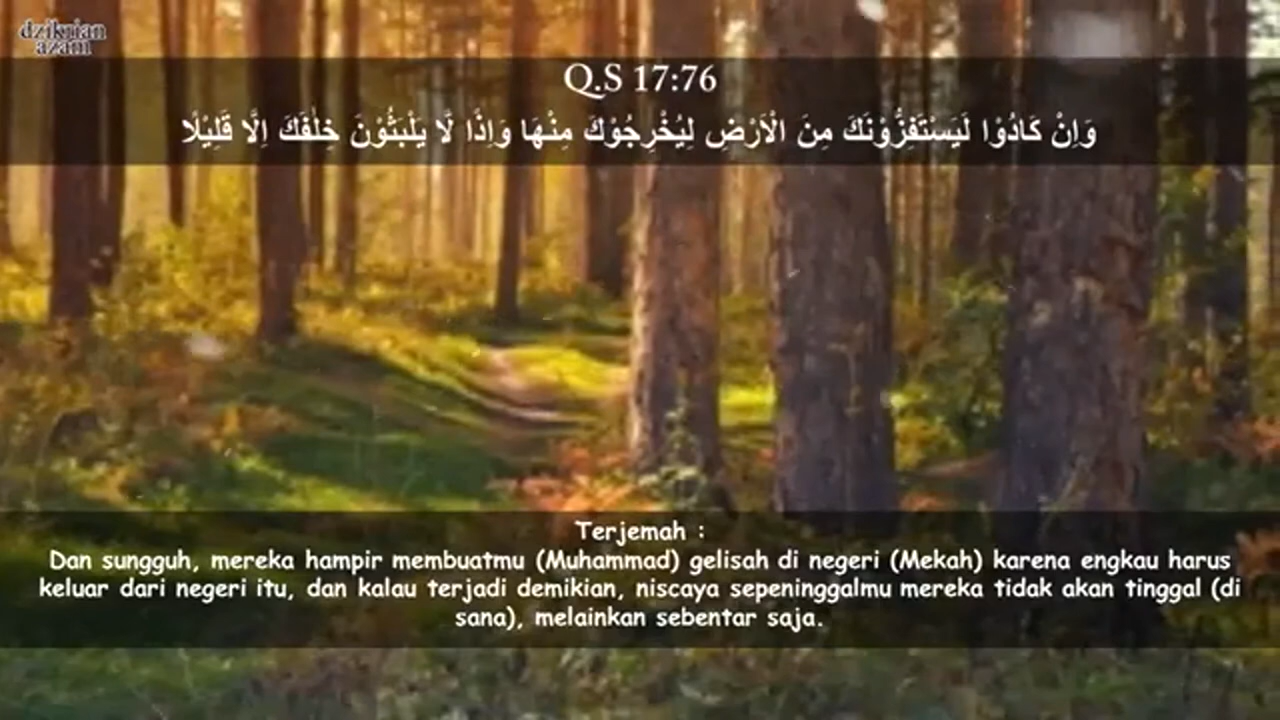 dzikrian
azam
Q.S 17:76
وَاِنْ كَادُوْا لَيَسْتَفِزُّوْنَكَ مِنَ الْاَرْضِ لِيُخْرِجُوْكَ مِنْهَا وَاِذًا لَّا يَلْبَثُوْنَ خِلٰفَكَ اِلَّا قَلِيْلًا
Terjemah :
Dan sungguh, mereka hampir membuatmu (Muhammad) gelisah di negeri (Mekah) karena engkau harus
keluar dari negeri itu, dan kalau terjadi demikian, niscaya sepeninggalmu mereka tidak akan tinggal (di
sana), melainkan sebentar saja.